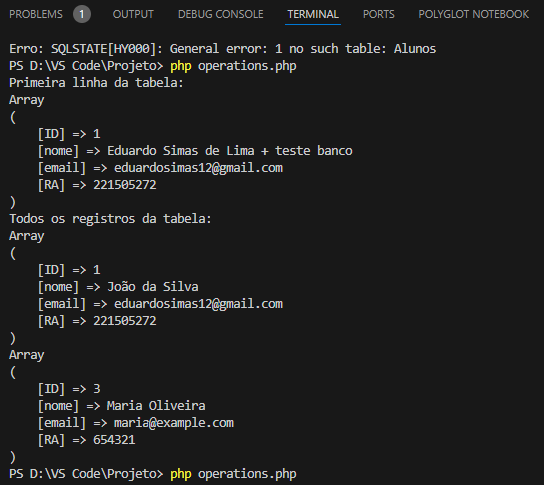 PROBLEMS 1 OUTPUT DEBUG CONSOLE TERMINAL PORTS POLYGLOT NOTEBOOK
Erro: SQLSTATE[HY000]: General error: 1 no such table: Alunos
PS D:\VS Code\Projeto> php operations.php
Primeira linha da tabela:
Array
(
    [ID] => 1
    [nome] => Eduardo Simas de Lima + teste banco
    [email] => eduardosimas12@gmail.com
    [RA] => 221505272
)
Todos os registros da tabela:
Array
(
    [ID] => 1
    [nome] => João da Silva
    [email] => eduardosimas12@gmail.com
    [RA] => 221505272
)
Array
(
    [ID] => 3
    [nome] => Maria Oliveira
    [email] => maria@example.com
    [RA] => 654321
)
PS D:\VS Code\Projeto> php operations.php